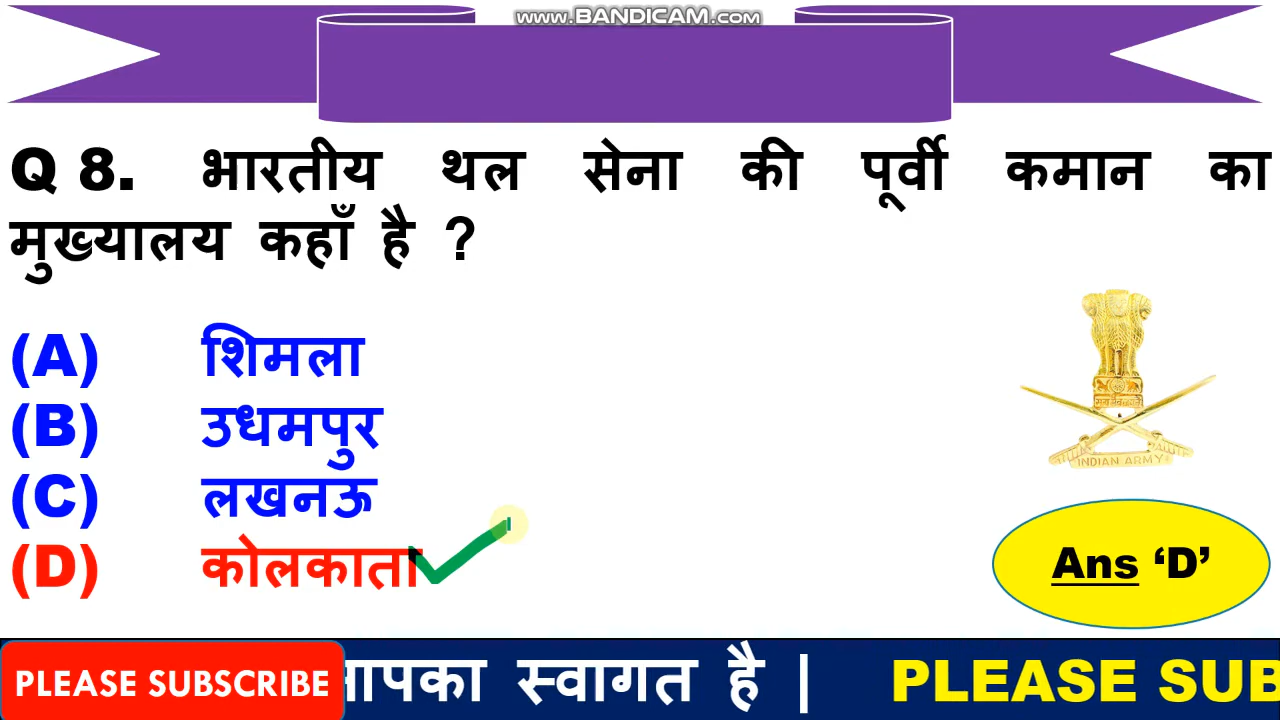 www.BANDICAM.com
Q 8. भारतीय थल सेना की पूर्वी कमान का
मुख्यालय कहाँ है ?
(A) शिमला
(B) उधमपुर
(C) लखनऊ
(D) कोलकाता
INDIAN ARMY
Ans ‘D’
PLEASE SUBSCRIBE
आपका स्वागत है | PLEASE SUB